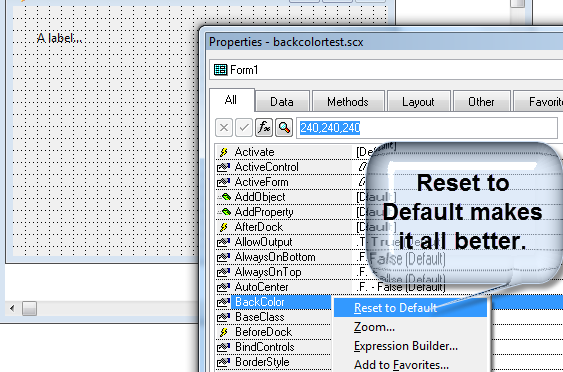 A label...
Properties - backcolortest.scx
Form1
All Data Methods Layout Other Favorite
240,240,240
Activate [Default]
ActiveControl
ActiveForm
AddObject [Default]
AddProperty [Default]
AfterDock [Default]
AllowOutput .T. - True (Default)
AlwaysOnBottom .F. - False (Default)
AlwaysOnTop .F. - False (Default)
AutoCenter .F. - False (Default)
BackColor
BaseClass
BeforeDock
BindControls
BorderStyle
Reset to Default
Zoom...
Expression Builder...
Add to Favorites...
Reset to
Default makes
it all better.